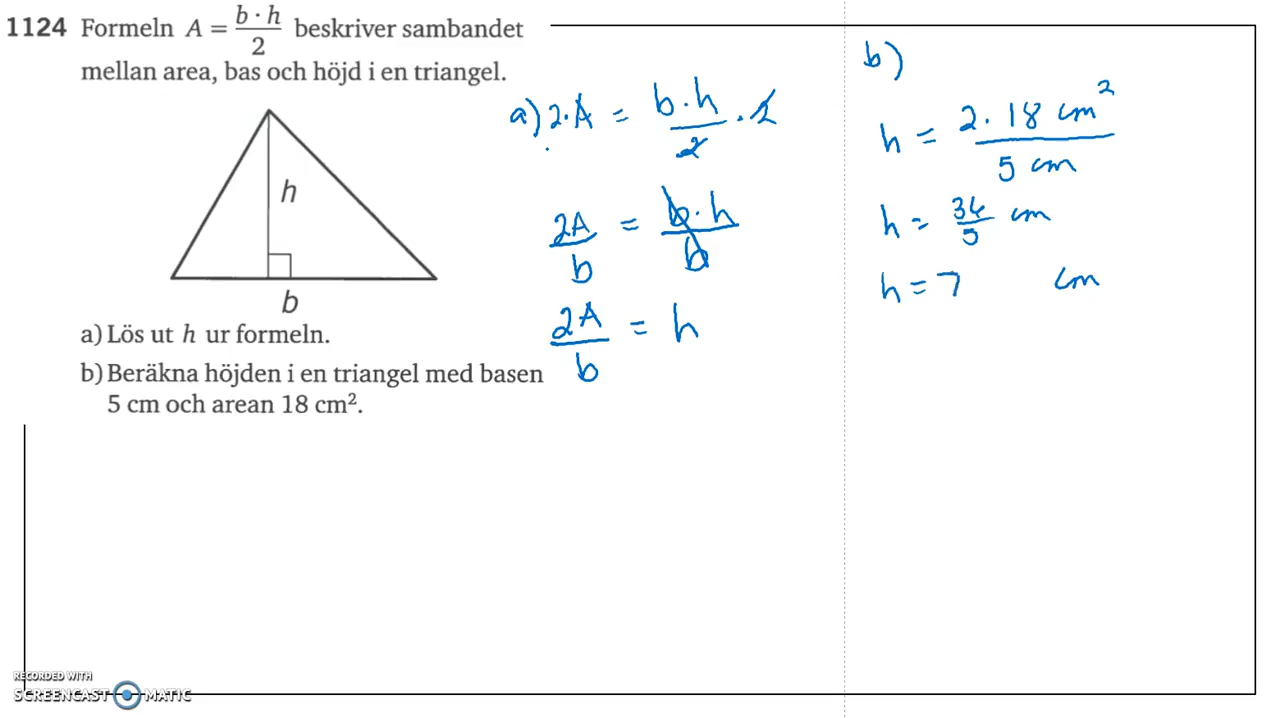 1124 Formeln A = b · h / 2 beskriver sambandet
mellan area, bas och höjd i en triangel.
h
b
a) Lös ut h ur formeln.
b) Beräkna höjden i en triangel med basen
5 cm och arean 18 cm².
a) 2·A = b·h / 2 · 2
2A / b = b·h / b
2A / b = h
b)
h = 2·18 cm² / 5 cm
h = 36/5 cm
h = 7 cm
RECORDED WITH
SCREENCAST MATIC